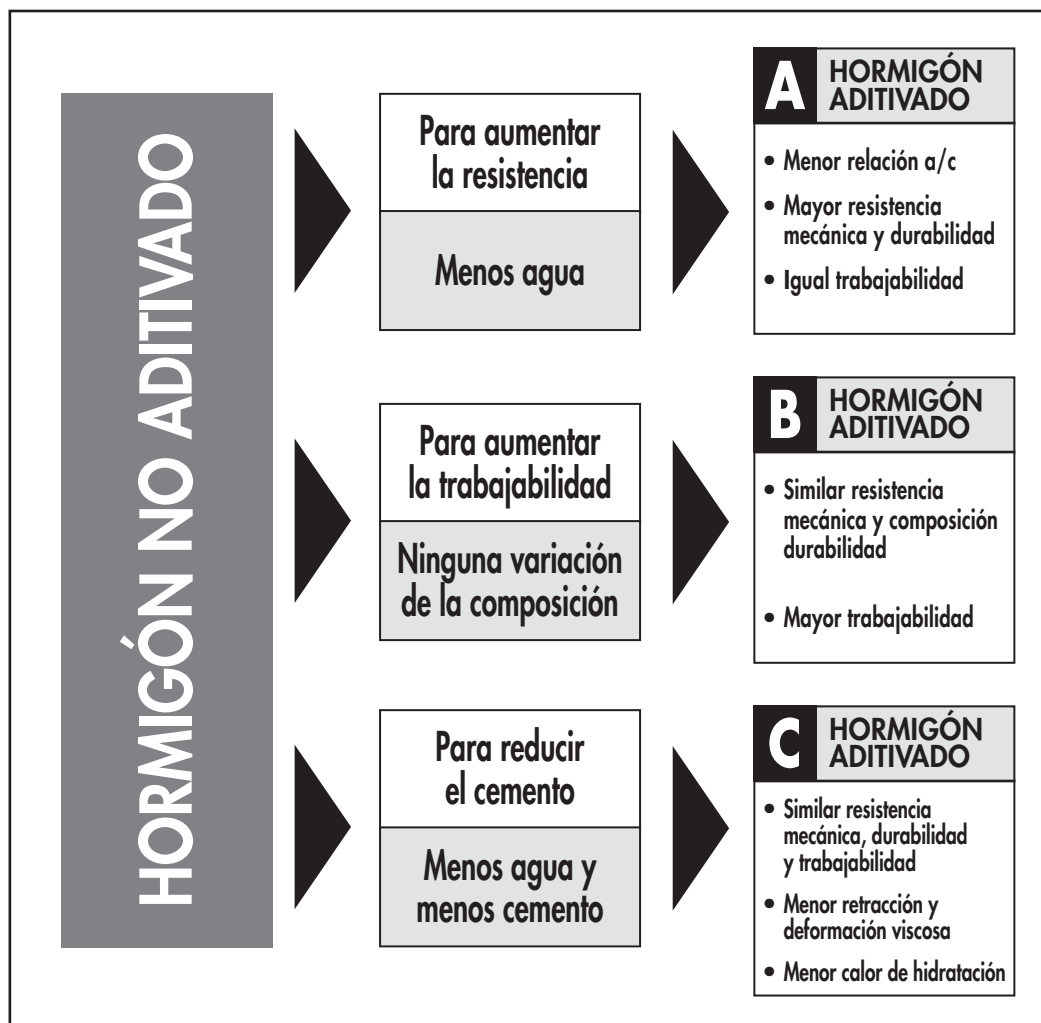 HORMIGÓN NO ADITIVADO
Para aumentar
la resistencia
Menos agua
A
HORMIGÓN
ADITIVADO
• Menor relación a/c
• Mayor resistencia
mecánica y durabilidad
• Igual trabajabilidad
Para aumentar
la trabajabilidad
Ninguna variación
de la composición
B
HORMIGÓN
ADITIVADO
• Similar resistencia
mecánica y composición
durabilidad
• Mayor trabajabilidad
Para reducir
el cemento
Menos agua y
menos cemento
C
HORMIGÓN
ADITIVADO
• Similar resistencia
mecánica, durabilidad
y trabajabilidad
• Menor retracción y
deformación viscosa
• Menor calor de hidratación